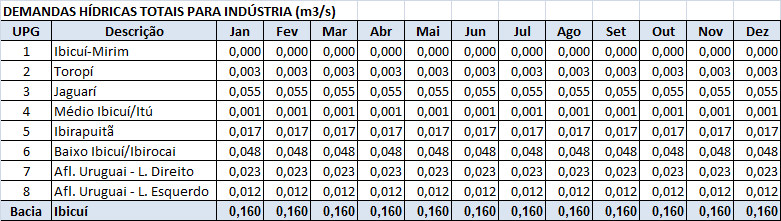 DEMANDAS HÍDRICAS TOTAIS PARA INDÚSTRIA (m3/s)
UPG Descrição Jan Fev Mar Abr Mai Jun Jul Ago Set Out Nov Dez
1 Ibicuí-Mirim 0,000 0,000 0,000 0,000 0,000 0,000 0,000 0,000 0,000 0,000 0,000 0,000
2 Toropí 0,003 0,003 0,003 0,003 0,003 0,003 0,003 0,003 0,003 0,003 0,003 0,003
3 Jaguarí 0,055 0,055 0,055 0,055 0,055 0,055 0,055 0,055 0,055 0,055 0,055 0,055
4 Médio Ibicuí/Itú 0,001 0,001 0,001 0,001 0,001 0,001 0,001 0,001 0,001 0,001 0,001 0,001
5 Ibirapuitã 0,017 0,017 0,017 0,017 0,017 0,017 0,017 0,017 0,017 0,017 0,017 0,017
6 Baixo Ibicuí/Ibirocai 0,048 0,048 0,048 0,048 0,048 0,048 0,048 0,048 0,048 0,048 0,048 0,048
7 Afl. Uruguai - L. Direito 0,023 0,023 0,023 0,023 0,023 0,023 0,023 0,023 0,023 0,023 0,023 0,023
8 Afl. Uruguai - L. Esquerdo 0,012 0,012 0,012 0,012 0,012 0,012 0,012 0,012 0,012 0,012 0,012 0,012
Bacia Ibicuí 0,160 0,160 0,160 0,160 0,160 0,160 0,160 0,160 0,160 0,160 0,160 0,160